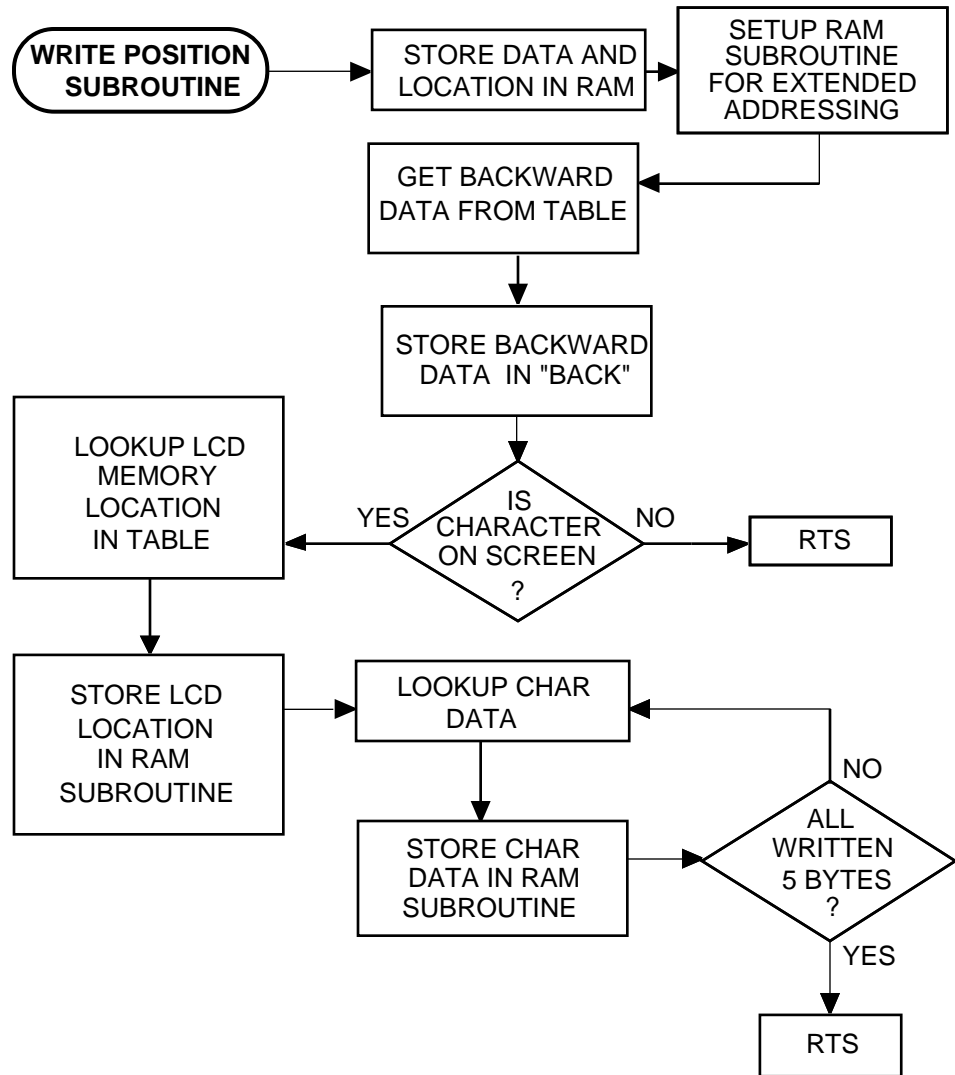 WRITE POSITION
SUBROUTINE
STORE DATA AND
LOCATION IN RAM
SETUP RAM
SUBROUTINE
FOR EXTENDED
ADDRESSING
GET BACKWARD
DATA FROM TABLE
STORE BACKWARD
DATA IN "BACK"
IS
CHARACTER
ON SCREEN
?
YES
NO
RTS
LOOKUP LCD
MEMORY
LOCATION
IN TABLE
STORE LCD
LOCATION
IN RAM
SUBROUTINE
LOOKUP CHAR
DATA
STORE CHAR
DATA IN RAM
SUBROUTINE
ALL
WRITTEN
5 BYTES
?
NO
YES
RTS